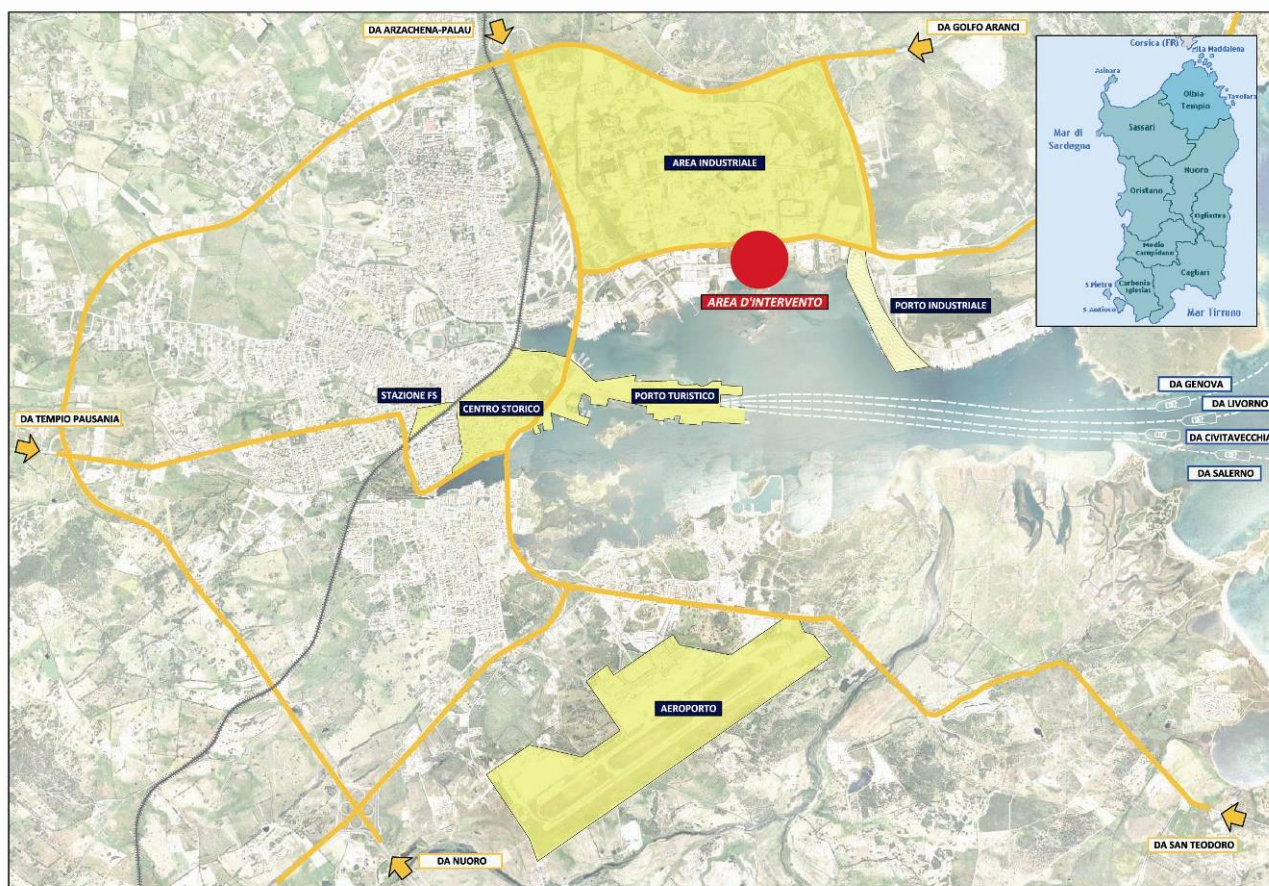 DA ARZACHENA-PALAU
DA GOLFO ARANCI
Corsica (FR)
La Maddalena
Asinara
Olbia-
Tempio
Tavolara
Mar di
Sardegna
Sassari
Nuoro
Oristano
Ogliastra
Medio
Campidano
Cagliari
Carbonia
Iglesias
S.Pietro
S.Antioco
Mar Tirreno
AREA INDUSTRIALE
AREA D'INTERVENTO
PORTO INDUSTRIALE
STAZIONE FS
CENTRO STORICO
PORTO TURISTICO
DA GENOVA
DA LIVORNO
DA CIVITAVECCHIA
DA SALERNO
DA TEMPIO PAUSANIA
AEROPORTO
DA NUORO
DA SAN TEODORO